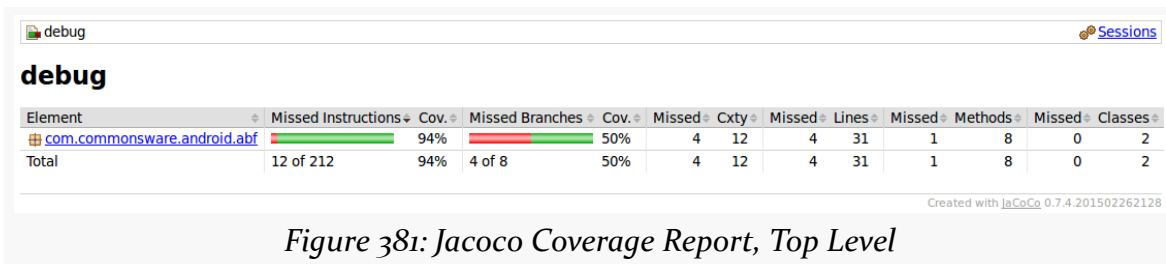 debug Sessions
debug
Element Missed Instructions Cov. Missed Branches Cov. Missed Cxty Missed Lines Missed Methods Missed Classes
com.commonsware.android.abf 94% 50% 4 12 4 31 1 8 0 2
Total 12 of 212 94% 4 of 8 50% 4 12 4 31 1 8 0 2
Created with JaCoCo 0.7.4.201502262128
Figure 381: Jacoco Coverage Report, Top Level